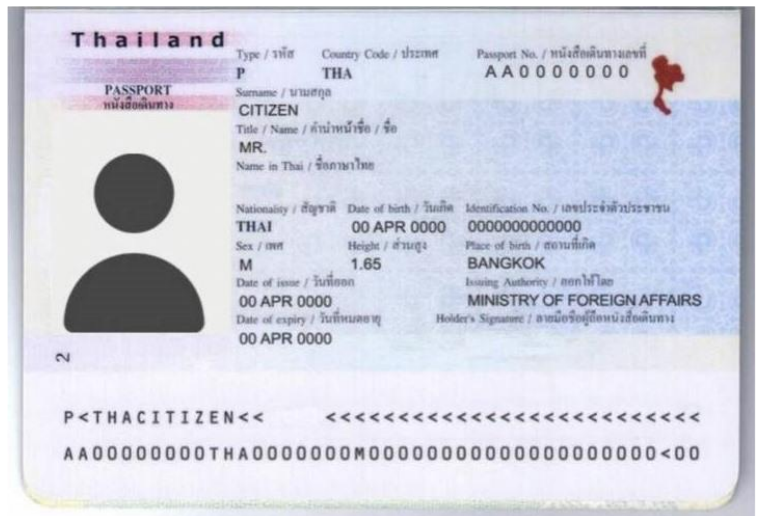 Thailand
PASSPORT
หนังสือเดินทาง
Type / รหัส Country Code / ประเทศ Passport No. / หนังสือเดินทางเลขที่
P THA AA0000000
Surname / นามสกุล
CITIZEN
Title / Name / คำนำหน้าชื่อ / ชื่อ
MR.
Name in Thai / ชื่อภาษาไทย
Nationality / สัญชาติ Date of birth / วันเกิด Identification No. / เลขประจำตัวประชาชน
THAI 00 APR 0000 0000000000000
Sex / เพศ Height / ส่วนสูง Place of birth / สถานที่เกิด
M 1.65 BANGKOK
Date of issue / วันที่ออก Issuing Authority / ออกให้โดย
00 APR 0000 MINISTRY OF FOREIGN AFFAIRS
Date of expiry / วันที่หมดอายุ Holder's Signature / ลายมือชื่อผู้ถือหนังสือเดินทาง
00 APR 0000
2
P<THACITIZEN<< <<<<<<<<<<<<<<<<<<<<<<<<<<<
AA00000000THA0000000M0000000000000000000000<00